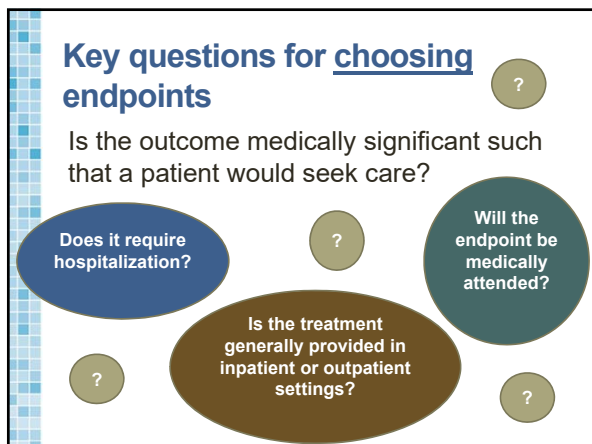 Key questions for choosing
endpoints
?
Is the outcome medically significant such
that a patient would seek care?
Does it require
hospitalization?
?
Will the
endpoint be
medically
attended?
Is the treatment
generally provided in
inpatient or outpatient
settings?
?
?